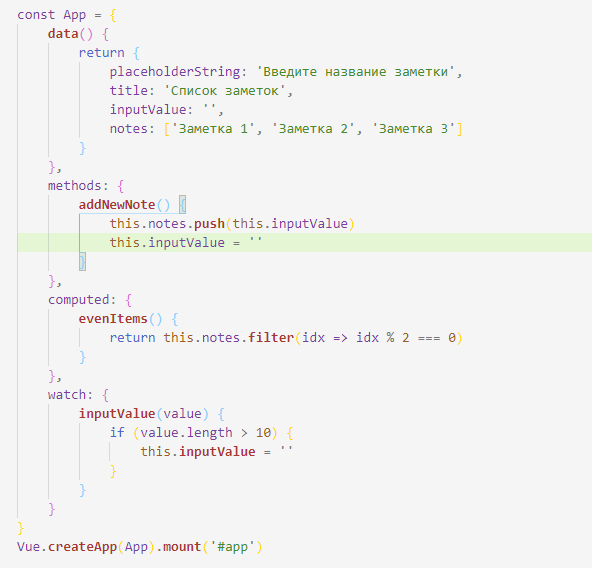 const App = {
    data() {
        return {
            placeholderString: 'Введите название заметки',
            title: 'Список заметок',
            inputValue: '',
            notes: ['Заметка 1', 'Заметка 2', 'Заметка 3']
        }
    },
    methods: {
        addNewNote() {
            this.notes.push(this.inputValue)
            this.inputValue = ''
        }
    },
    computed: {
        evenItems() {
            return this.notes.filter(idx => idx % 2 === 0)
        }
    },
    watch: {
        inputValue(value) {
            if (value.length > 10) {
                this.inputValue = ''
            }
        }
    }
}
Vue.createApp(App).mount('#app')